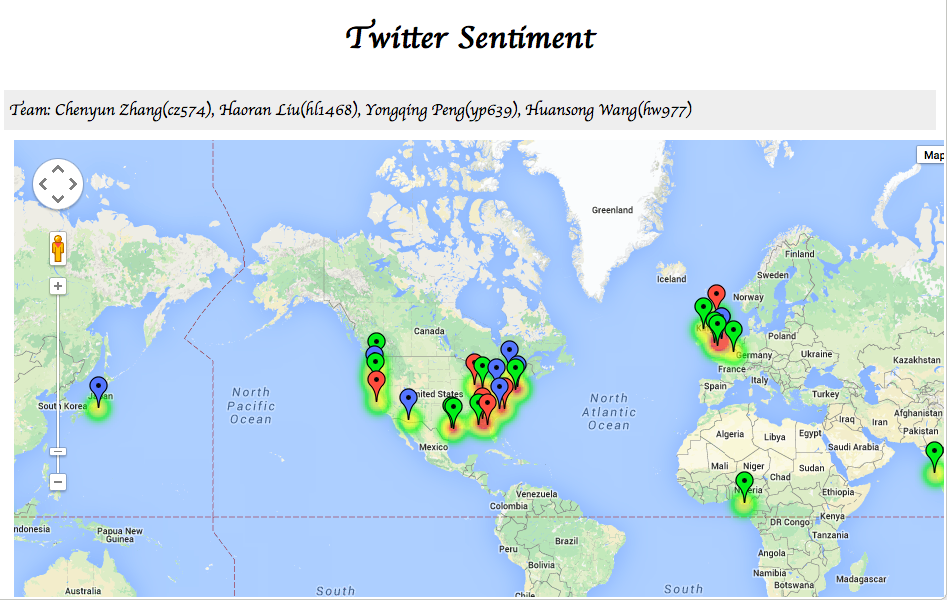 Twitter Sentiment
Team: Chenyun Zhang(cz574), Haoran Liu(hl1468), Yongqing Peng(yp639), Huansong Wang(hw977)
Map
Greenland
Iceland
Finland
Sweden
Norway
Canada
Poland
Germany
Ukraine
Kazakhstan
France
Italy
Spain
Turkey
North
Pacific
Ocean
South Korea
Japan
United States
North
Atlantic
Ocean
Afghanistan
Iraq
Iran
Pakistan
Algeria
Libya
Egypt
Saudi Arabia
Mexico
Mali
Niger
Chad
Sudan
Nigeria
Ethiopia
Venezuela
Colombia
Kenya
DR Congo
Tanzania
Indonesia
Papua New
Guinea
Brazil
Peru
Bolivia
Angola
Namibia
Botswana
Madagascar
Australia
Chile
South
South